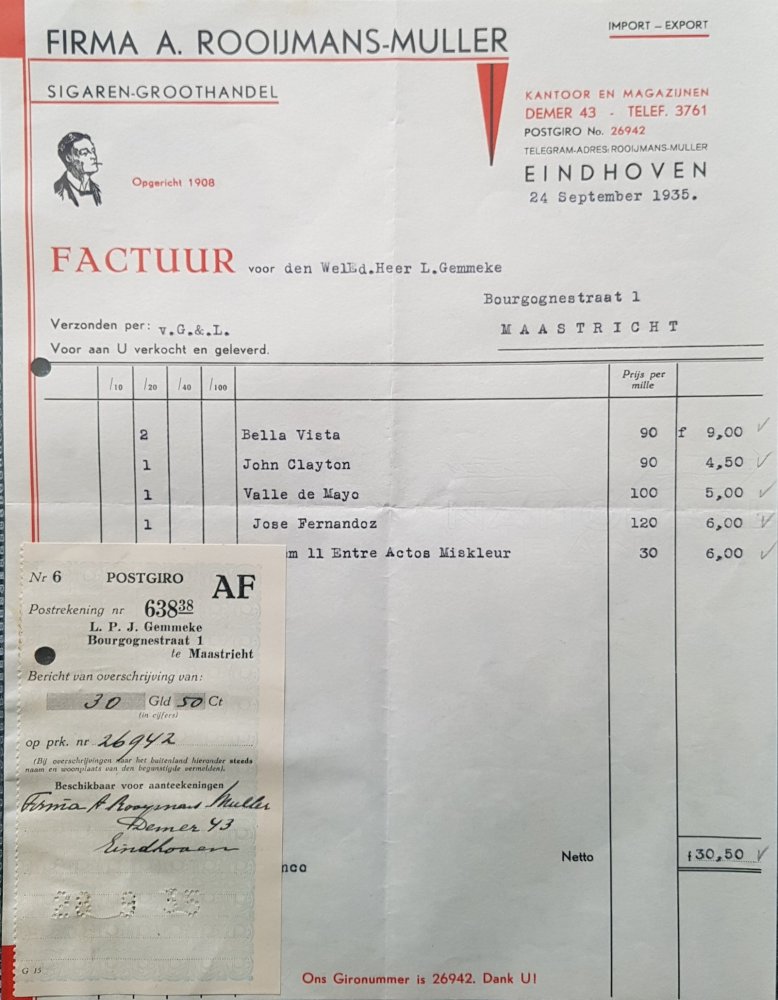 FIRMA A. ROOIJMANS-MULLER
IMPORT – EXPORT
SIGAREN-GROOTHANDEL
KANTOOR EN MAGAZIJNEN
DEMER 43 - TELEF. 3761
POSTGIRO No. 26942
TELEGRAM-ADRES: ROOIJMANS-MULLER
EINDHOVEN
Opgericht 1908
24 September 1935.
FACTUUR voor den WelEd.Heer L.Gemmeke
Bourgognestraat 1
Verzonden per: v.G.&.L.
MAASTRICHT
Voor aan U verkocht en geleverd.
/10 /20 /40 /100 Prijs per mille
2 Bella Vista 90 f 9,00
1 John Clayton 90 4,50
1 Valle de Mayo 100 5,00
1 Jose Fernandoz 120 6,00
m 11 Entre Actos Miskleur 30 6,00
Nr 6 POSTGIRO AF
Postrekening nr 63838
L. P. J. Gemmeke
Bourgognestraat 1
te Maastricht
Bericht van overschrijving van:
30 Gld 50 Ct
(in cijfers)
op prk. nr 26942
(Bij overschrijvingen naar het buitenland hieronder steeds
naam en woonplaats van den begunstigde vermelden).
Beschikbaar voor aanteekeningen
Firma A Rooymans Muller
Demer 43
Eindhoven
nco Netto f30,50
G 15
Ons Gironummer is 26942. Dank U!